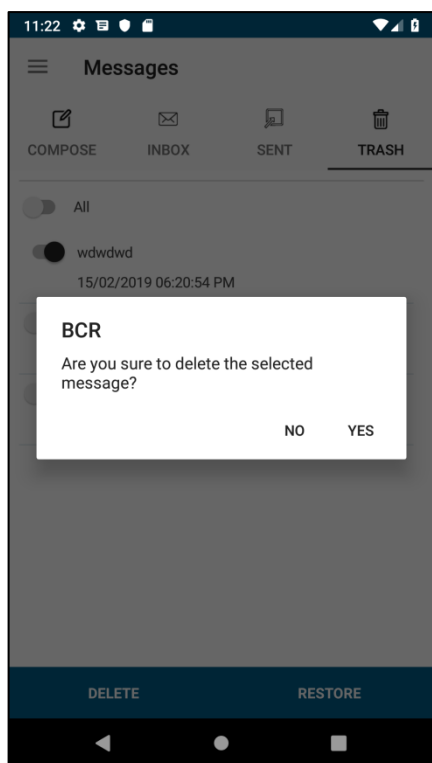 11:22
Messages
COMPOSE INBOX SENT TRASH
All
wdwdwd
15/02/2019 06:20:54 PM
BCR
Are you sure to delete the selected
message?
NO YES
DELETE RESTORE